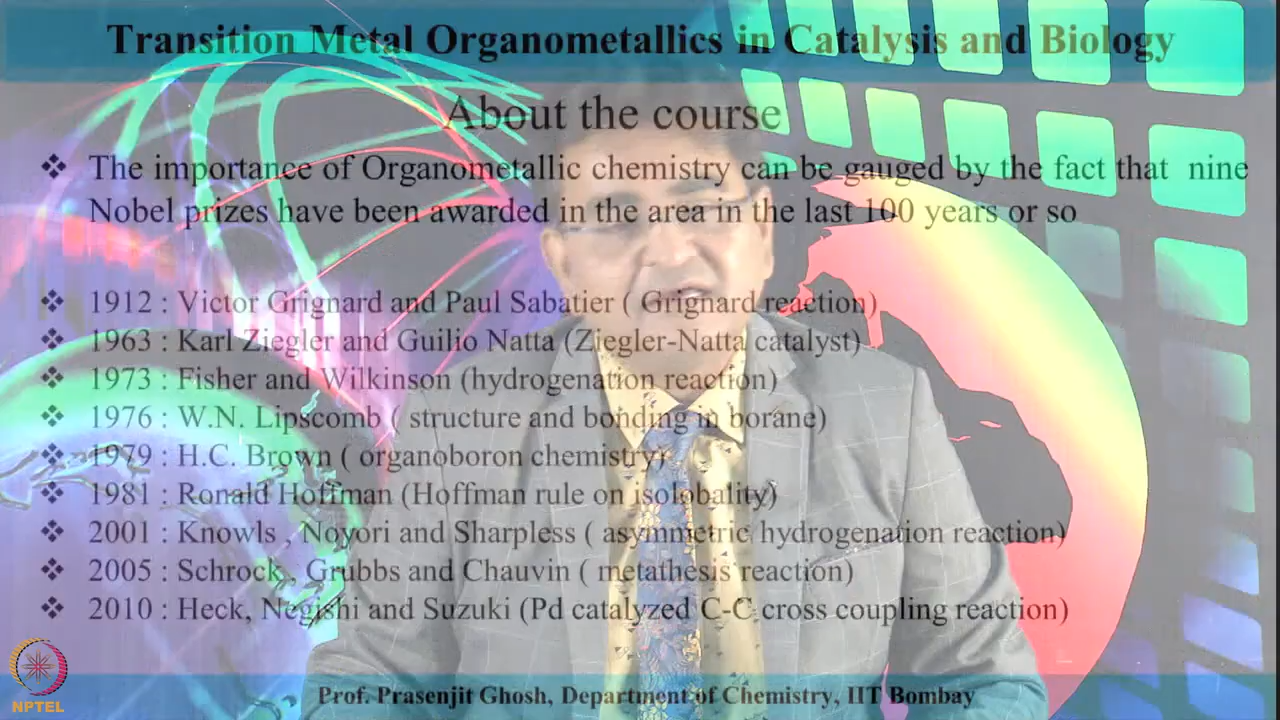 Transition Metal Organometallics in Catalysis and Biology
About the course
❖ The importance of Organometallic chemistry can be gauged by the fact that nine
Nobel prizes have been awarded in the area in the last 100 years or so
❖ 1912 : Victor Grignard and Paul Sabatier ( Grignard reaction)
❖ 1963 : Karl Ziegler and Guilio Natta (Ziegler-Natta catalyst)
❖ 1973 : Fisher and Wilkinson (hydrogenation reaction)
❖ 1976 : W.N. Lipscomb ( structure and bonding in borane)
❖ 1979 : H.C. Brown ( organoboron chemistry)
❖ 1981 : Ronald Hoffman (Hoffman rule on isolobality)
❖ 2001 : Knowls , Noyori and Sharpless ( asymmetric hydrogenation reaction)
❖ 2005 : Schrock , Grubbs and Chauvin ( metathesis reaction)
❖ 2010 : Heck, Negishi and Suzuki (Pd catalyzed C-C cross coupling reaction)
NPTEL
Prof. Prasenjit Ghosh, Department of Chemistry, IIT Bombay